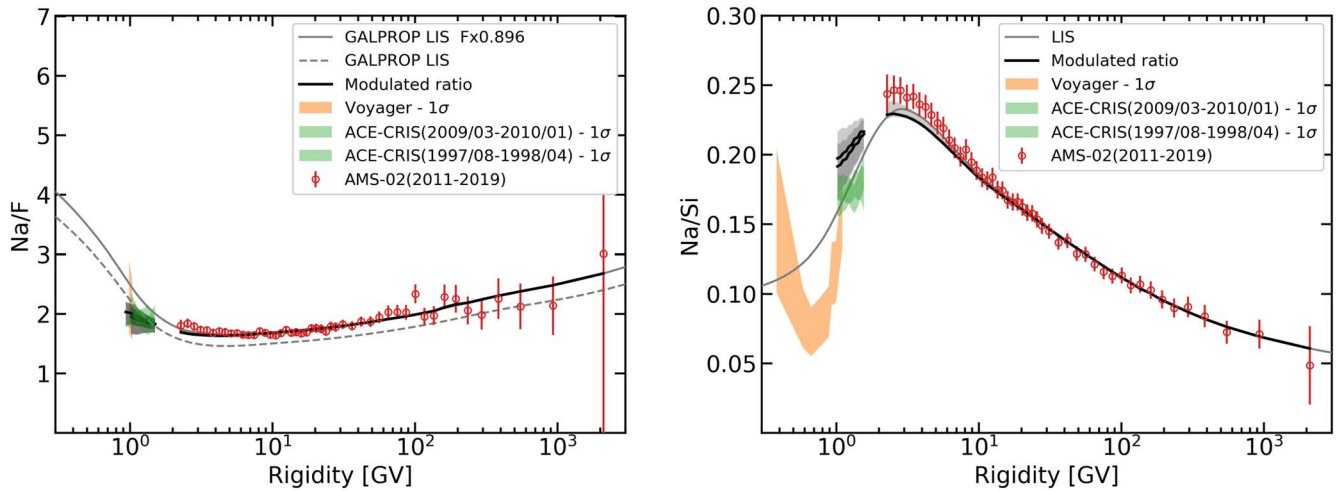 7
6
5
4
3
2
1
Na/F
GALPROP LIS Fx0.896
GALPROP LIS
Modulated ratio
Voyager - 1σ
ACE-CRIS(2009/03-2010/01) - 1σ
ACE-CRIS(1997/08-1998/04) - 1σ
AMS-02(2011-2019)
10⁰ 10¹ 10² 10³
Rigidity [GV]
0.30
0.25
0.20
0.15
0.10
0.05
Na/Si
LIS
Modulated ratio
Voyager - 1σ
ACE-CRIS(2009/03-2010/01) - 1σ
ACE-CRIS(1997/08-1998/04) - 1σ
AMS-02(2011-2019)
10⁰ 10¹ 10² 10³
Rigidity [GV]